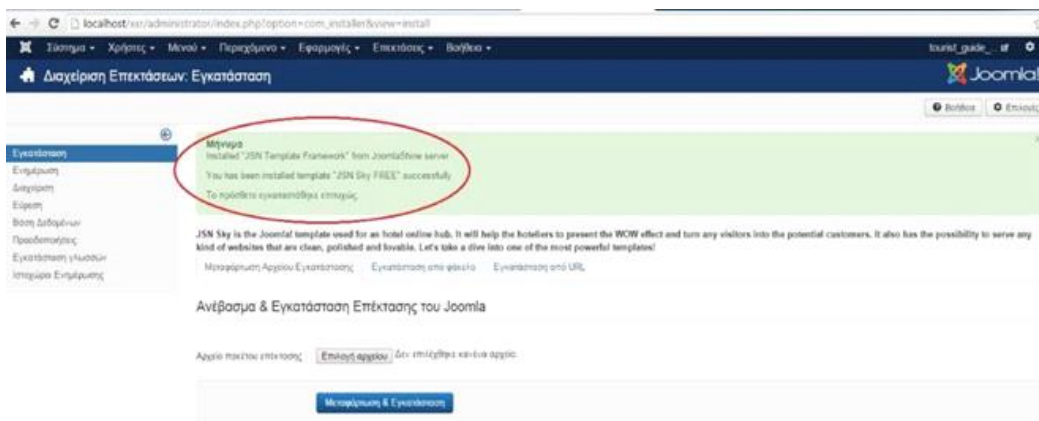 localhost/xrr/administrator/index.php?option=com_installer&view=install
Σύστημα Χρήστες Μενού Περιεχόμενο Εφαρμογές Επεκτάσεις Βοήθεια tourist_guide_...
Διαχείριση Επεκτάσεων: Εγκατάσταση Joomla!
Βοήθεια Επιλογές
Εγκατάσταση
Ενημέρωση
Διαχείριση
Εύρεση
Βάση Δεδομένων
Προειδοποιήσεις
Εγκατάσταση γλωσσών
Ιστοχώροι Ενημέρωσης
Μήνυμα
Installed "JSN Template Framework" from JoomlaShine server
You has been installed template "JSN Sky FREE" successfully
Το πρόσθετο εγκαταστάθηκε επιτυχώς.
JSN Sky is the Joomla! template used for an hotel online hub. It will help the hoteliers to present the WOW effect and turn any visitors into the potential customers. It also has the possibility to serve any
kind of websites that are clean, polished and lovable. Let's take a dive into one of the most powerful templates!
Μεταφόρτωση Αρχείου Εγκατάστασης Εγκατάσταση από φάκελο Εγκατάσταση από URL
Ανέβασμα & Εγκατάσταση Επέκτασης του Joomla
Αρχείο πακέτου επέκτασης Επιλογή αρχείου Δεν επιλέχθηκε κανένα αρχείο.
Μεταφόρτωση & Εγκατάσταση